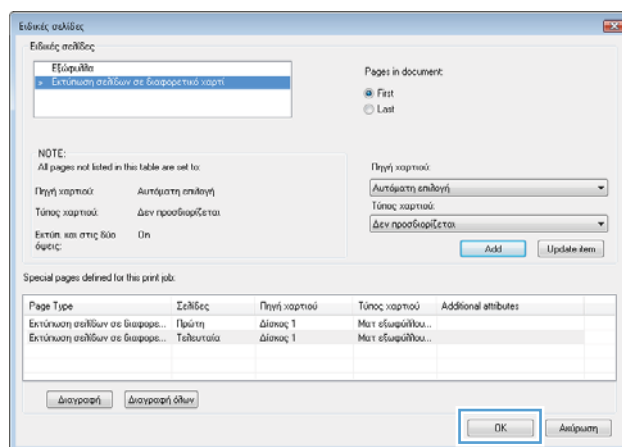 Ειδικές σελίδες
Ειδικές σελίδες
Εξώφυλλα
» Εκτύπωση σελίδων σε διαφορετικό χαρτί
Pages in document:
First
Last
NOTE:
All pages not listed in this table are set to:
Πηγή χαρτιού: Αυτόματη επιλογή
Τύπος χαρτιού: Δεν προσδιορίζεται
Εκτύπ. και στις δύο όψεις: On
Πηγή χαρτιού:
Αυτόματη επιλογή
Τύπος χαρτιού:
Δεν προσδιορίζεται
Add Update item
Special pages defined for this print job:
Page Type Σελίδες Πηγή χαρτιού Τύπος χαρτιού Additional attributes
Εκτύπωση σελίδων σε διαφορε... Πρώτη Δίσκος 1 Ματ εξωφύλλου...
Εκτύπωση σελίδων σε διαφορε... Τελευταία Δίσκος 1 Ματ εξωφύλλου...
Διαγραφή Διαγραφή όλων
OK Ακύρωση